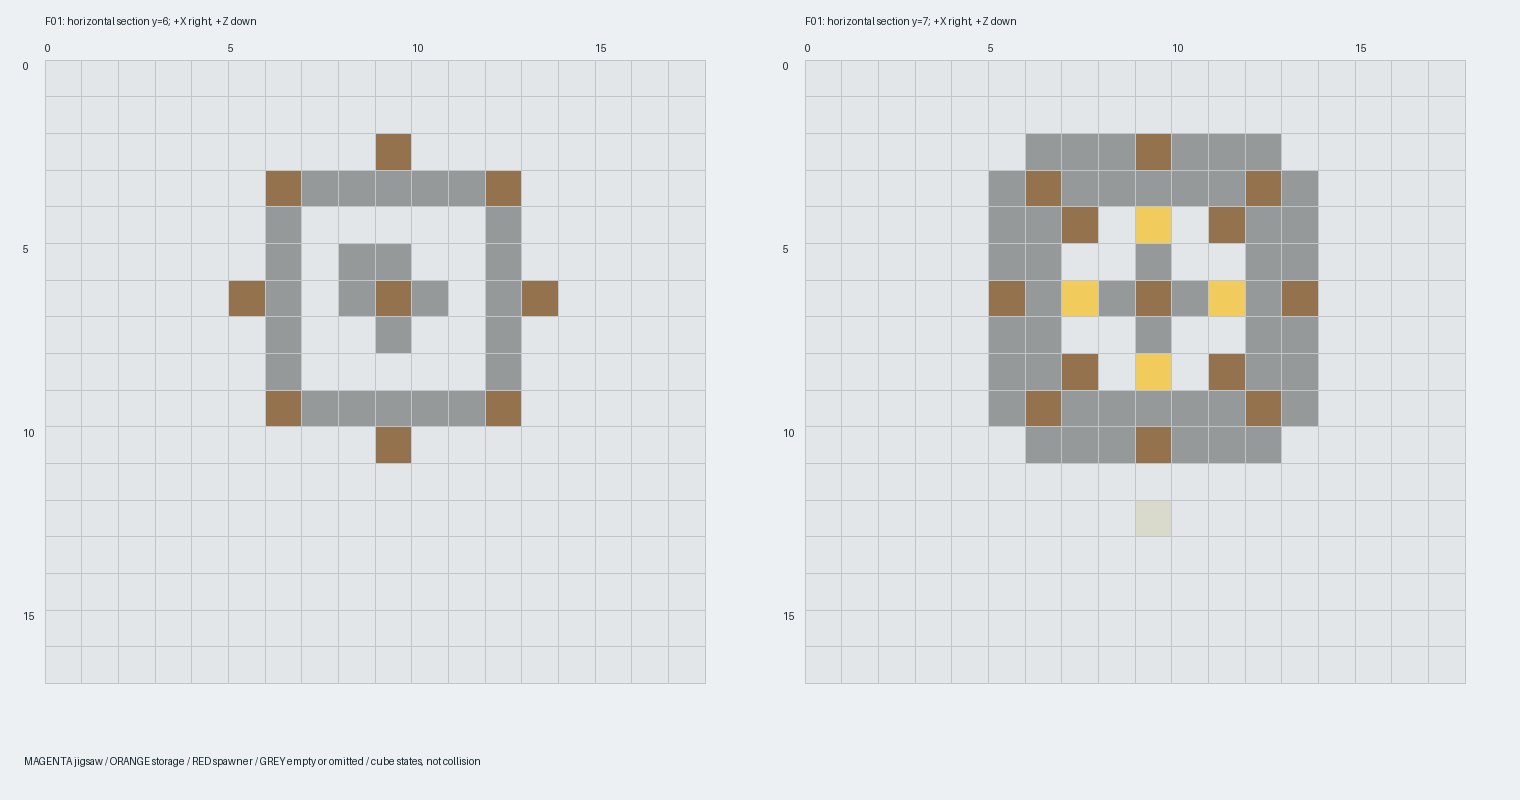 F01: horizontal section y=6; +X right, +Z down
F01: horizontal section y=7; +X right, +Z down
0 5 10 15
0 5 10 15
0
0
5
5
10
10
15
15
MAGENTA jigsaw / ORANGE storage / RED spawner / GREY empty or omitted / cube states, not collision